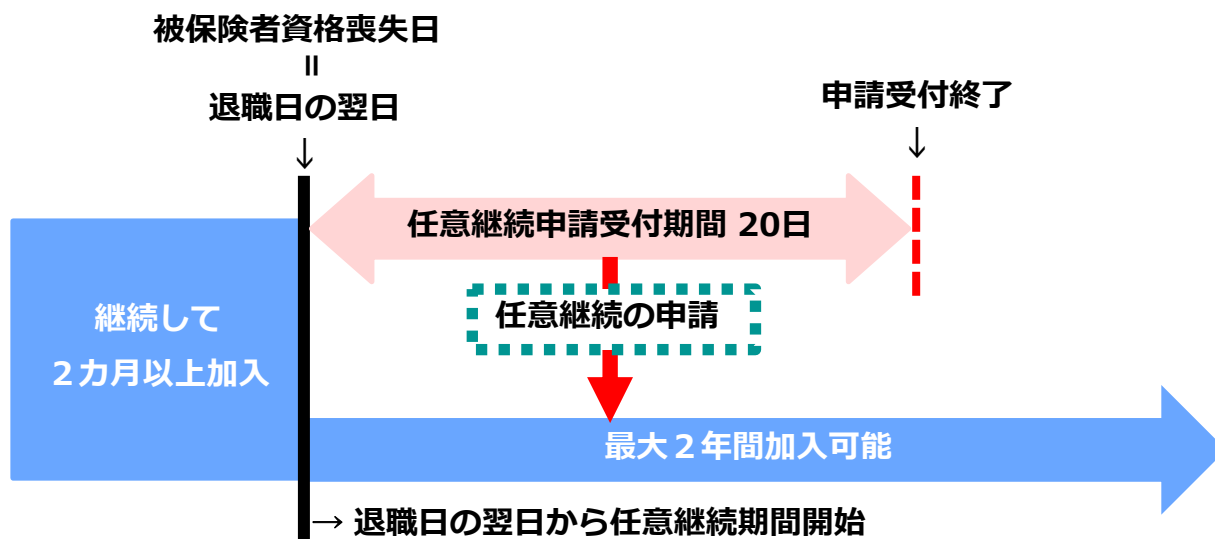 被保険者資格喪失日
=
退職日の翌日
↓
申請受付終了
↓
任意継続申請受付期間 20日
任意継続の申請
継続して
２カ月以上加入
最大２年間加入可能
→ 退職日の翌日から任意継続期間開始